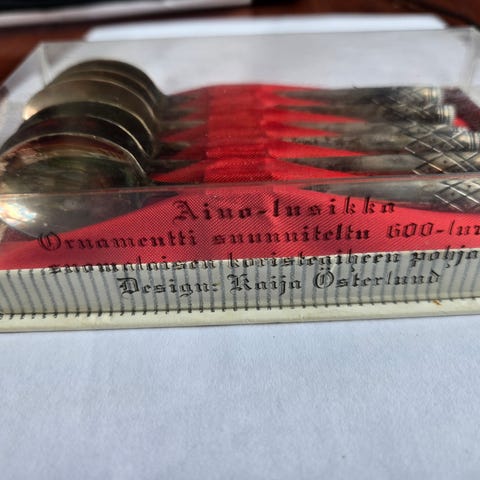 Aino-lusikka
Ornamentti suunniteltu 600-lu
suomalaisen koristeaiheen pohja
Design: Kaija Österlund